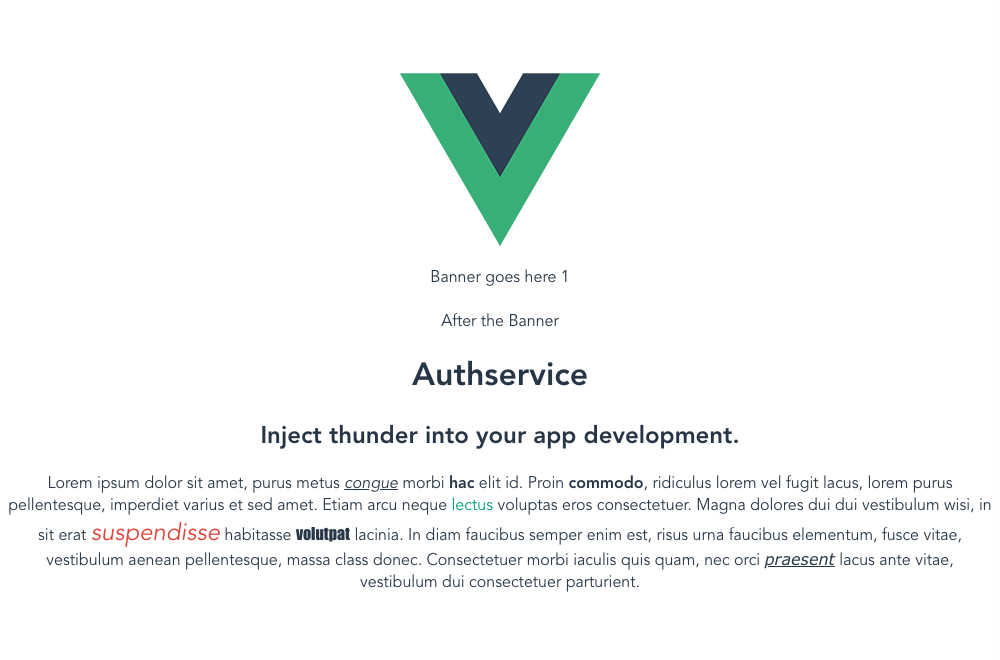 Banner goes here 1
After the Banner
Authservice
Inject thunder into your app development.
Lorem ipsum dolor sit amet, purus metus congue morbi hac elit id. Proin commodo, ridiculus lorem vel fugit lacus, lorem purus
pellentesque, imperdiet varius et sed amet. Etiam arcu neque lectus voluptas eros consectetuer. Magna dolores dui dui vestibulum wisi, in
sit erat suspendisse habitasse volutpat lacinia. In diam faucibus semper enim est, risus urna faucibus elementum, fusce vitae,
vestibulum aenean pellentesque, massa class donec. Consectetuer morbi iaculis quis quam, nec orci praesent lacus ante vitae,
vestibulum dui consectetuer parturient.